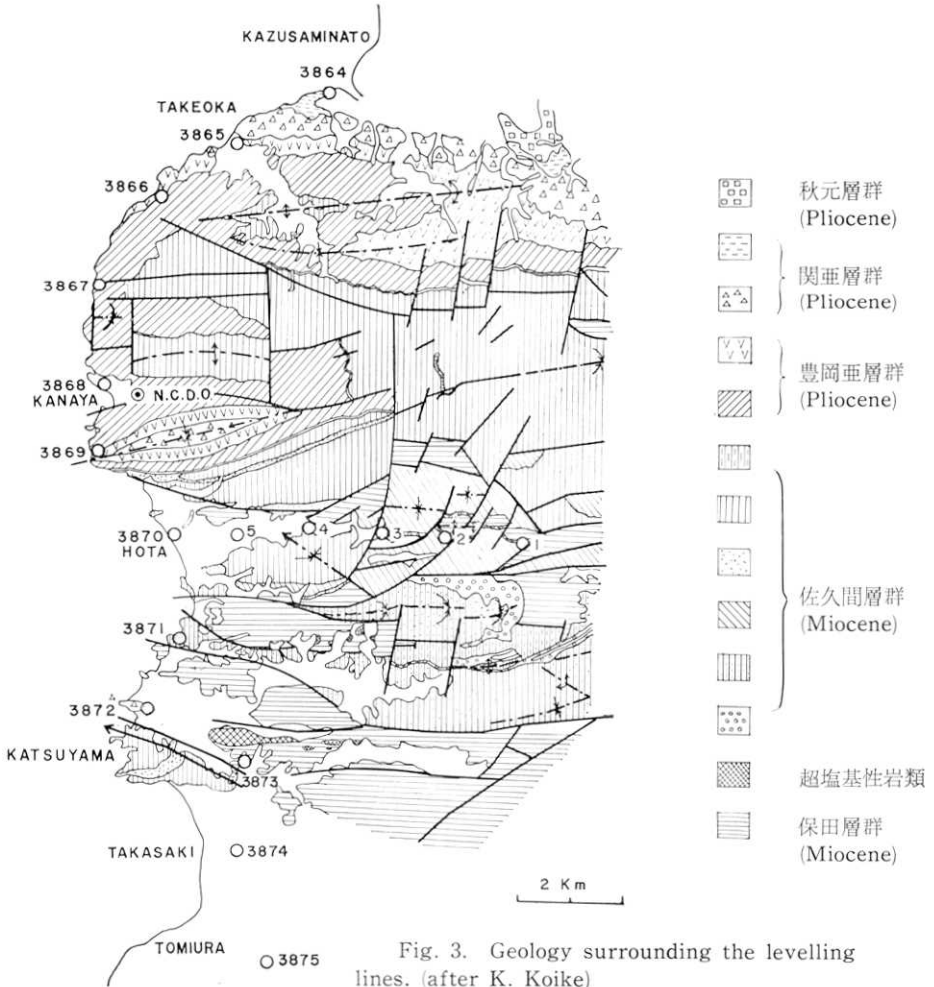 KAZUSAMINATO
3864
TAKEOKA
3865
3866
3867
3868
KANAYA
N.C.D.O
3869
3870
HOTA
5
4
3
2
1
3871
3872
KATSUYAMA
3873
TAKASAKI
3874
TOMIURA
3875
2 Km
秋元層群
(Pliocene)
関亜層群
(Pliocene)
豊岡亜層群
(Pliocene)
佐久間層群
(Miocene)
超塩基性岩類
保田層群
(Miocene)
Fig. 3. Geology surrounding the levelling
lines. (after K. Koike)